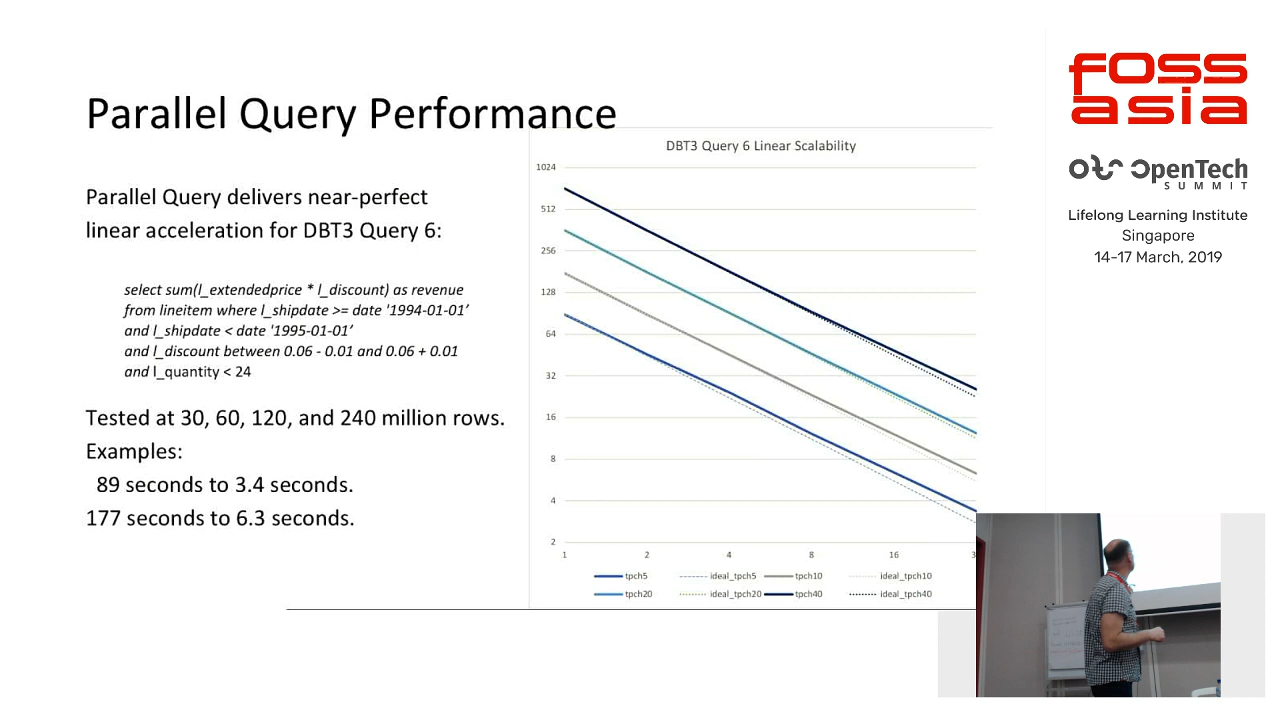 Parallel Query Performance
Parallel Query delivers near-perfect
linear acceleration for DBT3 Query 6:
select sum(l_extendedprice * l_discount) as revenue
from lineitem where l_shipdate >= date '1994-01-01’
and l_shipdate < date '1995-01-01’
and l_discount between 0.06 - 0.01 and 0.06 + 0.01
and l_quantity < 24
Tested at 30, 60, 120, and 240 million rows.
Examples:
89 seconds to 3.4 seconds.
177 seconds to 6.3 seconds.
DBT3 Query 6 Linear Scalability
1024
512
256
128
64
32
16
8
4
2
1 2 4 8 16 3
tpch5 ideal_tpch5 tpch10 ideal_tpch10
tpch20 ideal_tpch20 tpch40 ideal_tpch40
foss
asia
OpenTech
SUMMIT
Lifelong Learning Institute
Singapore
14-17 March, 2019